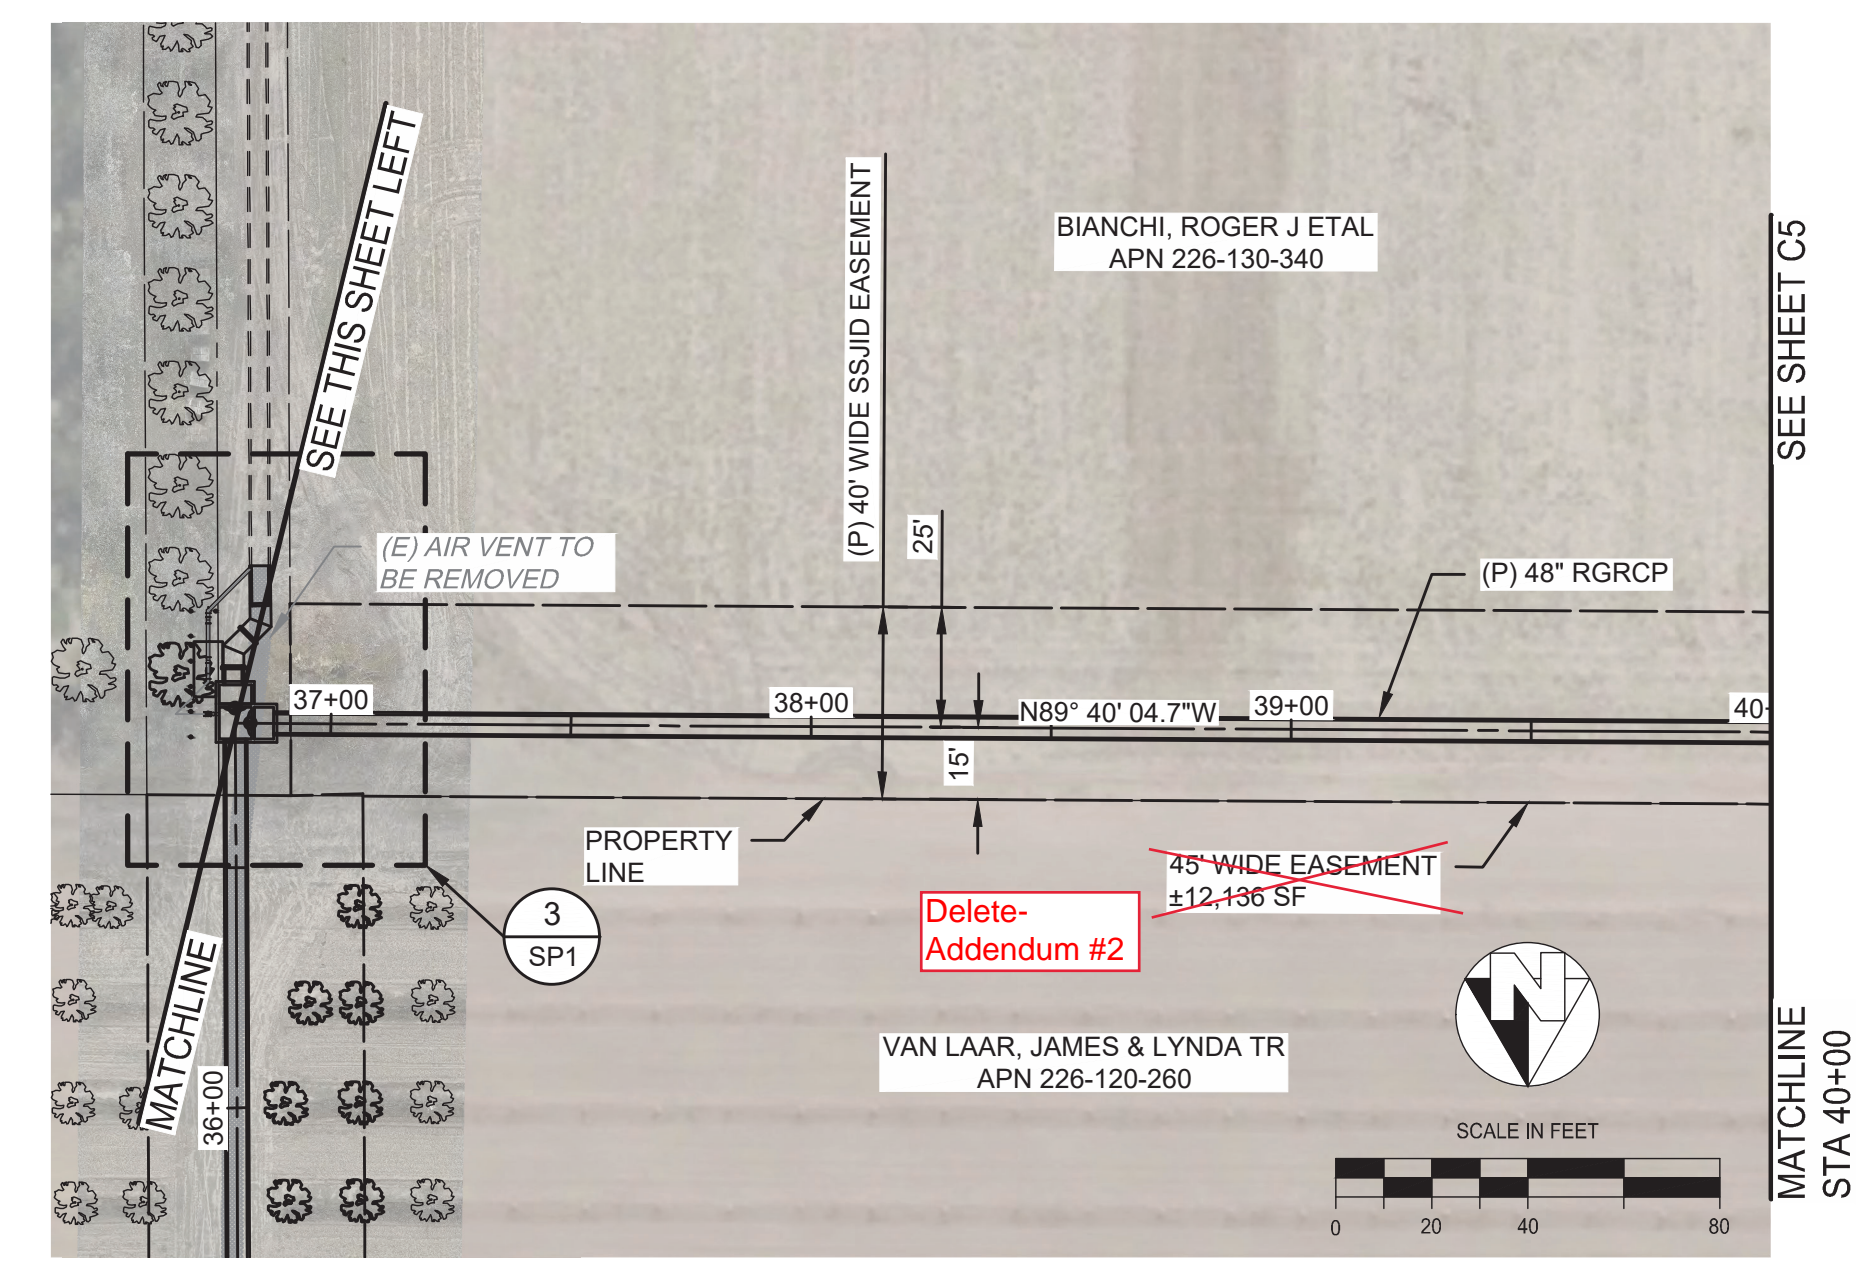 SEE THIS SHEET LEFT
(P) 40' WIDE SSJID EASEMENT
BIANCHI, ROGER J ETAL
APN 226-130-340
SEE SHEET C5
25'
(E) AIR VENT TO
BE REMOVED
(P) 48" RGRCP
37+00
38+00
N89° 40' 04.7"W
39+00
40+
15'
PROPERTY
LINE
45' WIDE EASEMENT
±12,136 SF
Delete-
Addendum #2
3
SP1
MATCHLINE
36+00
VAN LAAR, JAMES & LYNDA TR
APN 226-120-260
N
SCALE IN FEET
0 20 40 80
MATCHLINE
STA 40+00